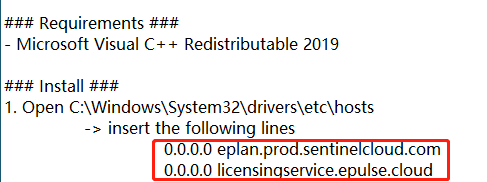 ### Requirements ###
- Microsoft Visual C++ Redistributable 2019
### Install ###
1. Open C:\Windows\System32\drivers\etc\hosts
-> insert the following lines
0.0.0.0 eplan.prod.sentinelcloud.com
0.0.0.0 licensingservice.epulse.cloud